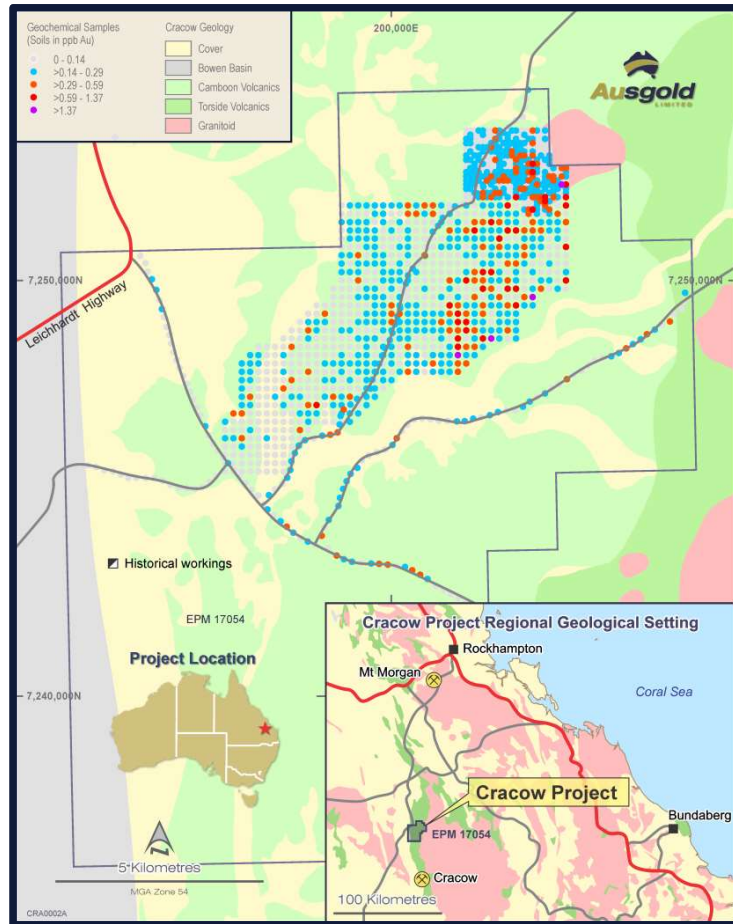 Geochemical Samples
(Soils in ppb Au)
0 - 0.14
>0.14 - 0.29
>0.29 - 0.59
>0.59 - 1.37
>1.37
Cracow Geology
Cover
Bowen Basin
Camboon Volcanics
Torside Volcanics
Granitoid
200,000E
Ausgold
LIMITED
7,250,000N
7,250,000N
Leichhardt Highway
Historical workings
EPM 17054
Project Location
7,240,000N
5 Kilometres
MGA Zone 54
CRA0002A
Cracow Project Regional Geological Setting
Rockhampton
Mt Morgan
Coral Sea
Cracow Project
EPM 17054
Bundaberg
Cracow
100 Kilometres